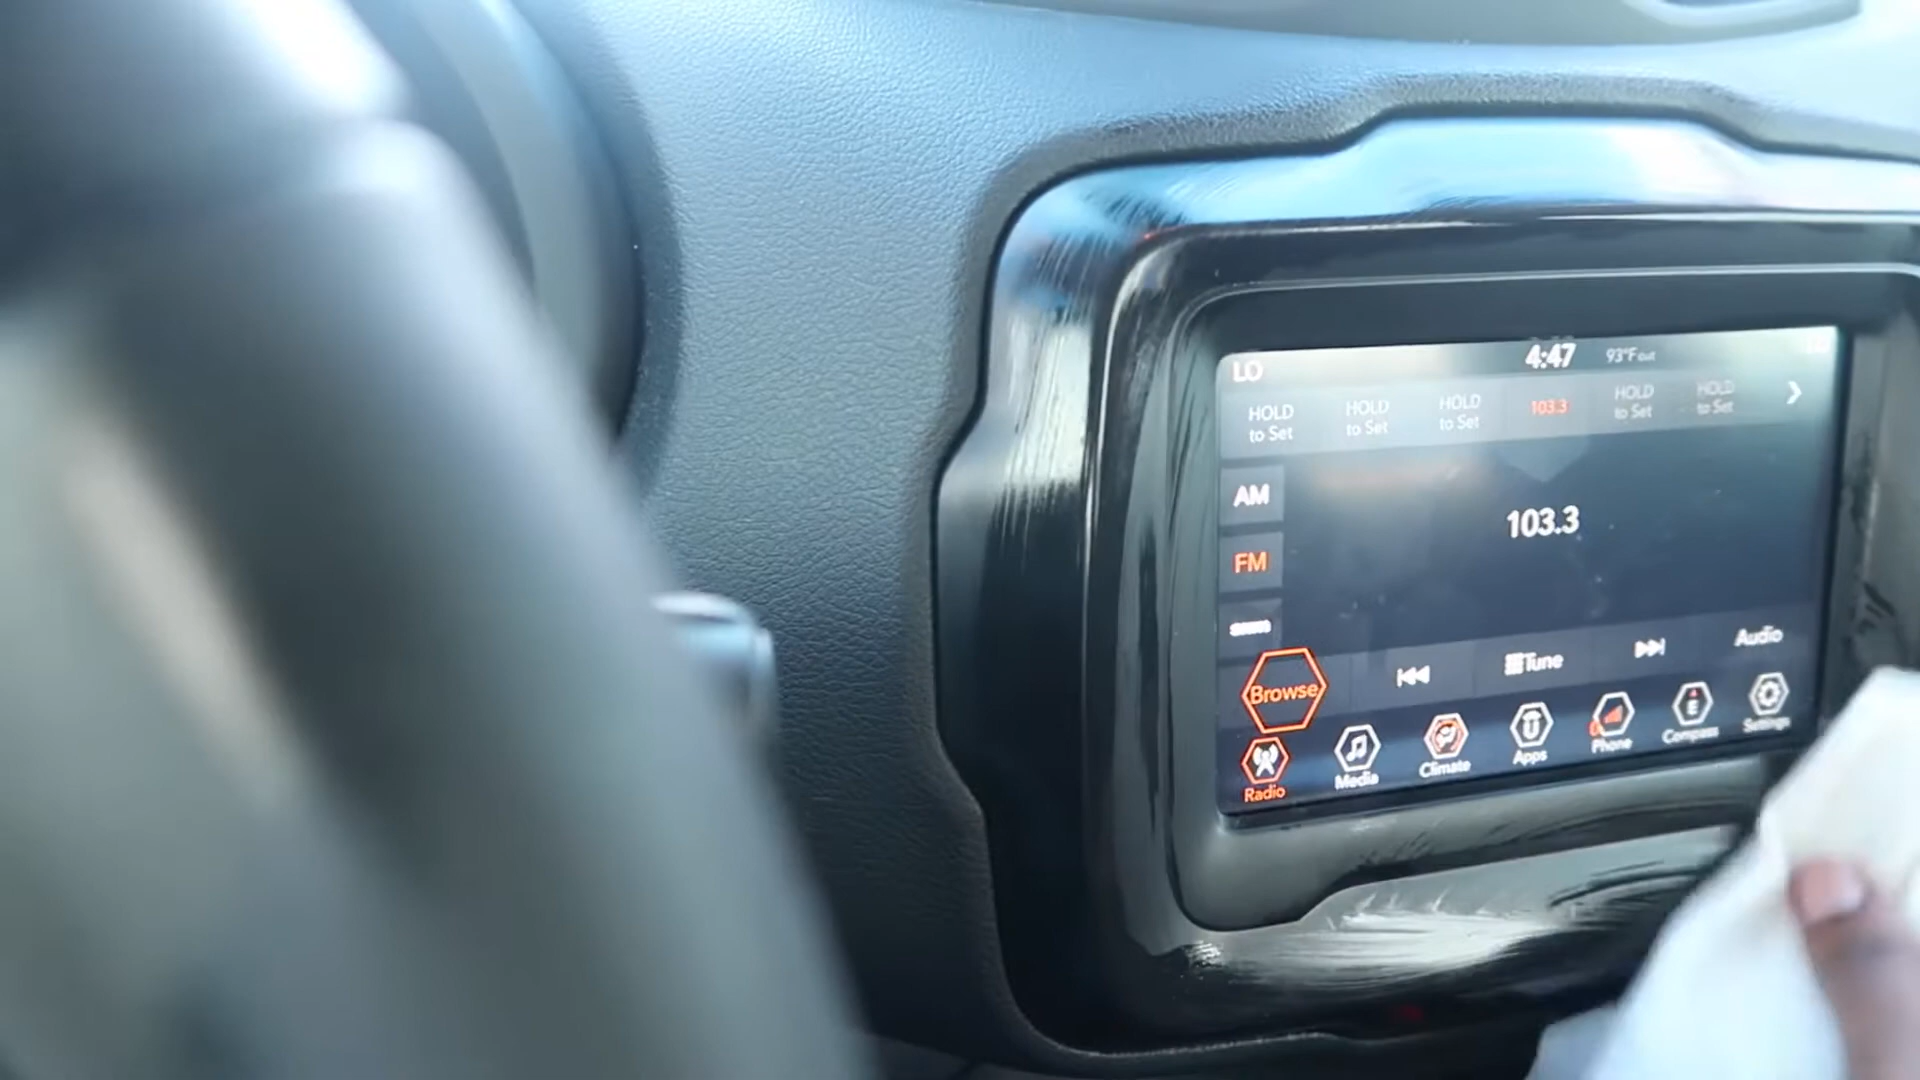 LO
4:47
93°F out
HOLD to Set
HOLD to Set
HOLD to Set
103.3
HOLD to Set
HOLD to Set
AM
103.3
FM
Browse
Tune
Audio
Radio
Media
Climate
Apps
Phone
E
Compass
Settings